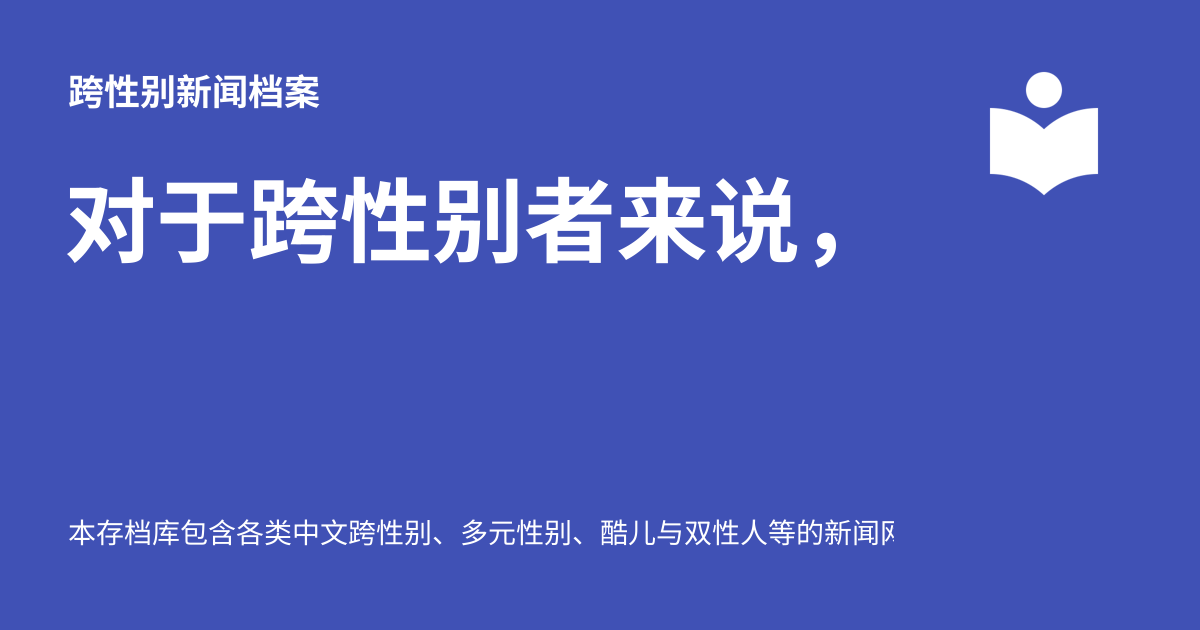 跨性别新闻档案
对于跨性别者来说，
本存档库包含各类中文跨性别、多元性别、酷儿与双性人等的新闻